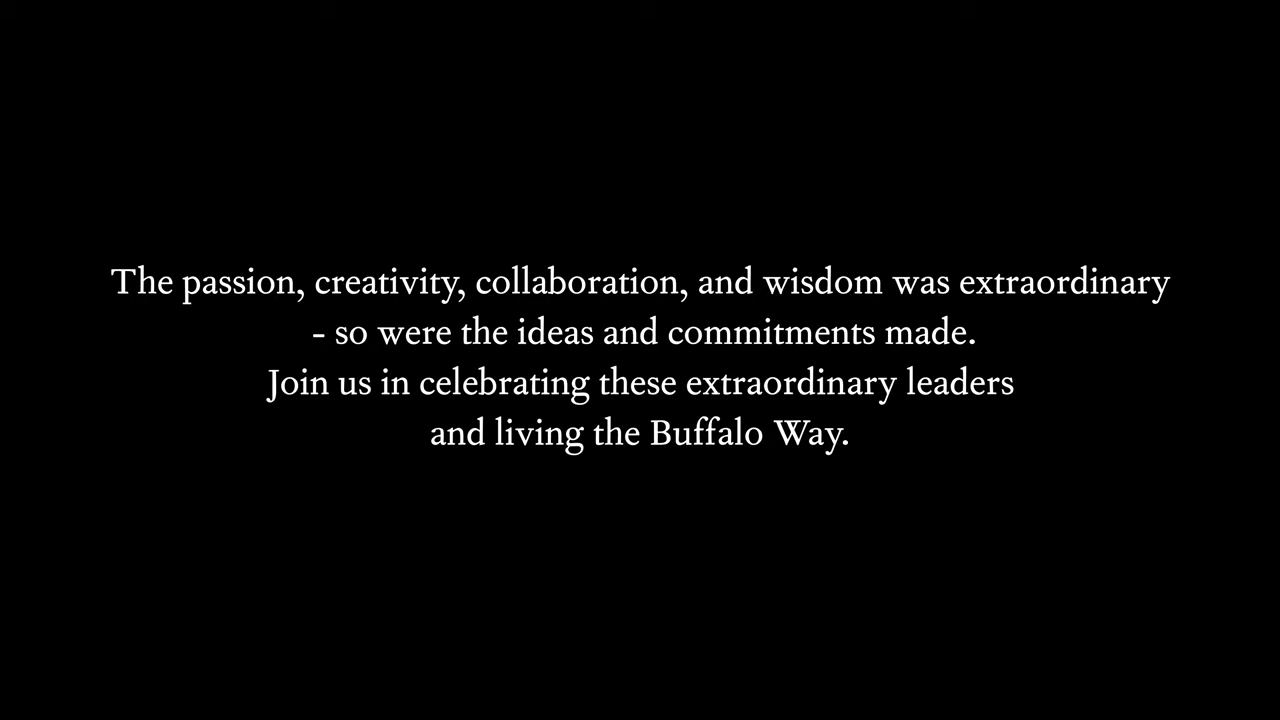 The passion, creativity, collaboration, and wisdom was extraordinary
- so were the ideas and commitments made.
Join us in celebrating these extraordinary leaders
and living the Buffalo Way.